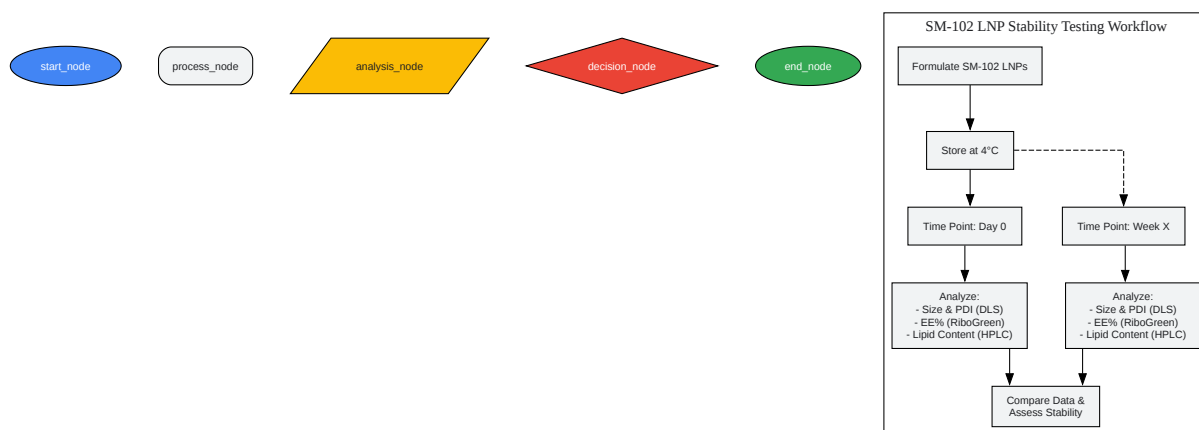 start_node
process_node
analysis_node
decision_node
end_node
SM-102 LNP Stability Testing Workflow
Formulate SM-102 LNPs
Store at 4°C
Time Point: Day 0
Time Point: Week X
Analyze:
- Size & PDI (DLS)
- EE% (RiboGreen)
- Lipid Content (HPLC)
Analyze:
- Size & PDI (DLS)
- EE% (RiboGreen)
- Lipid Content (HPLC)
Compare Data &
Assess Stability